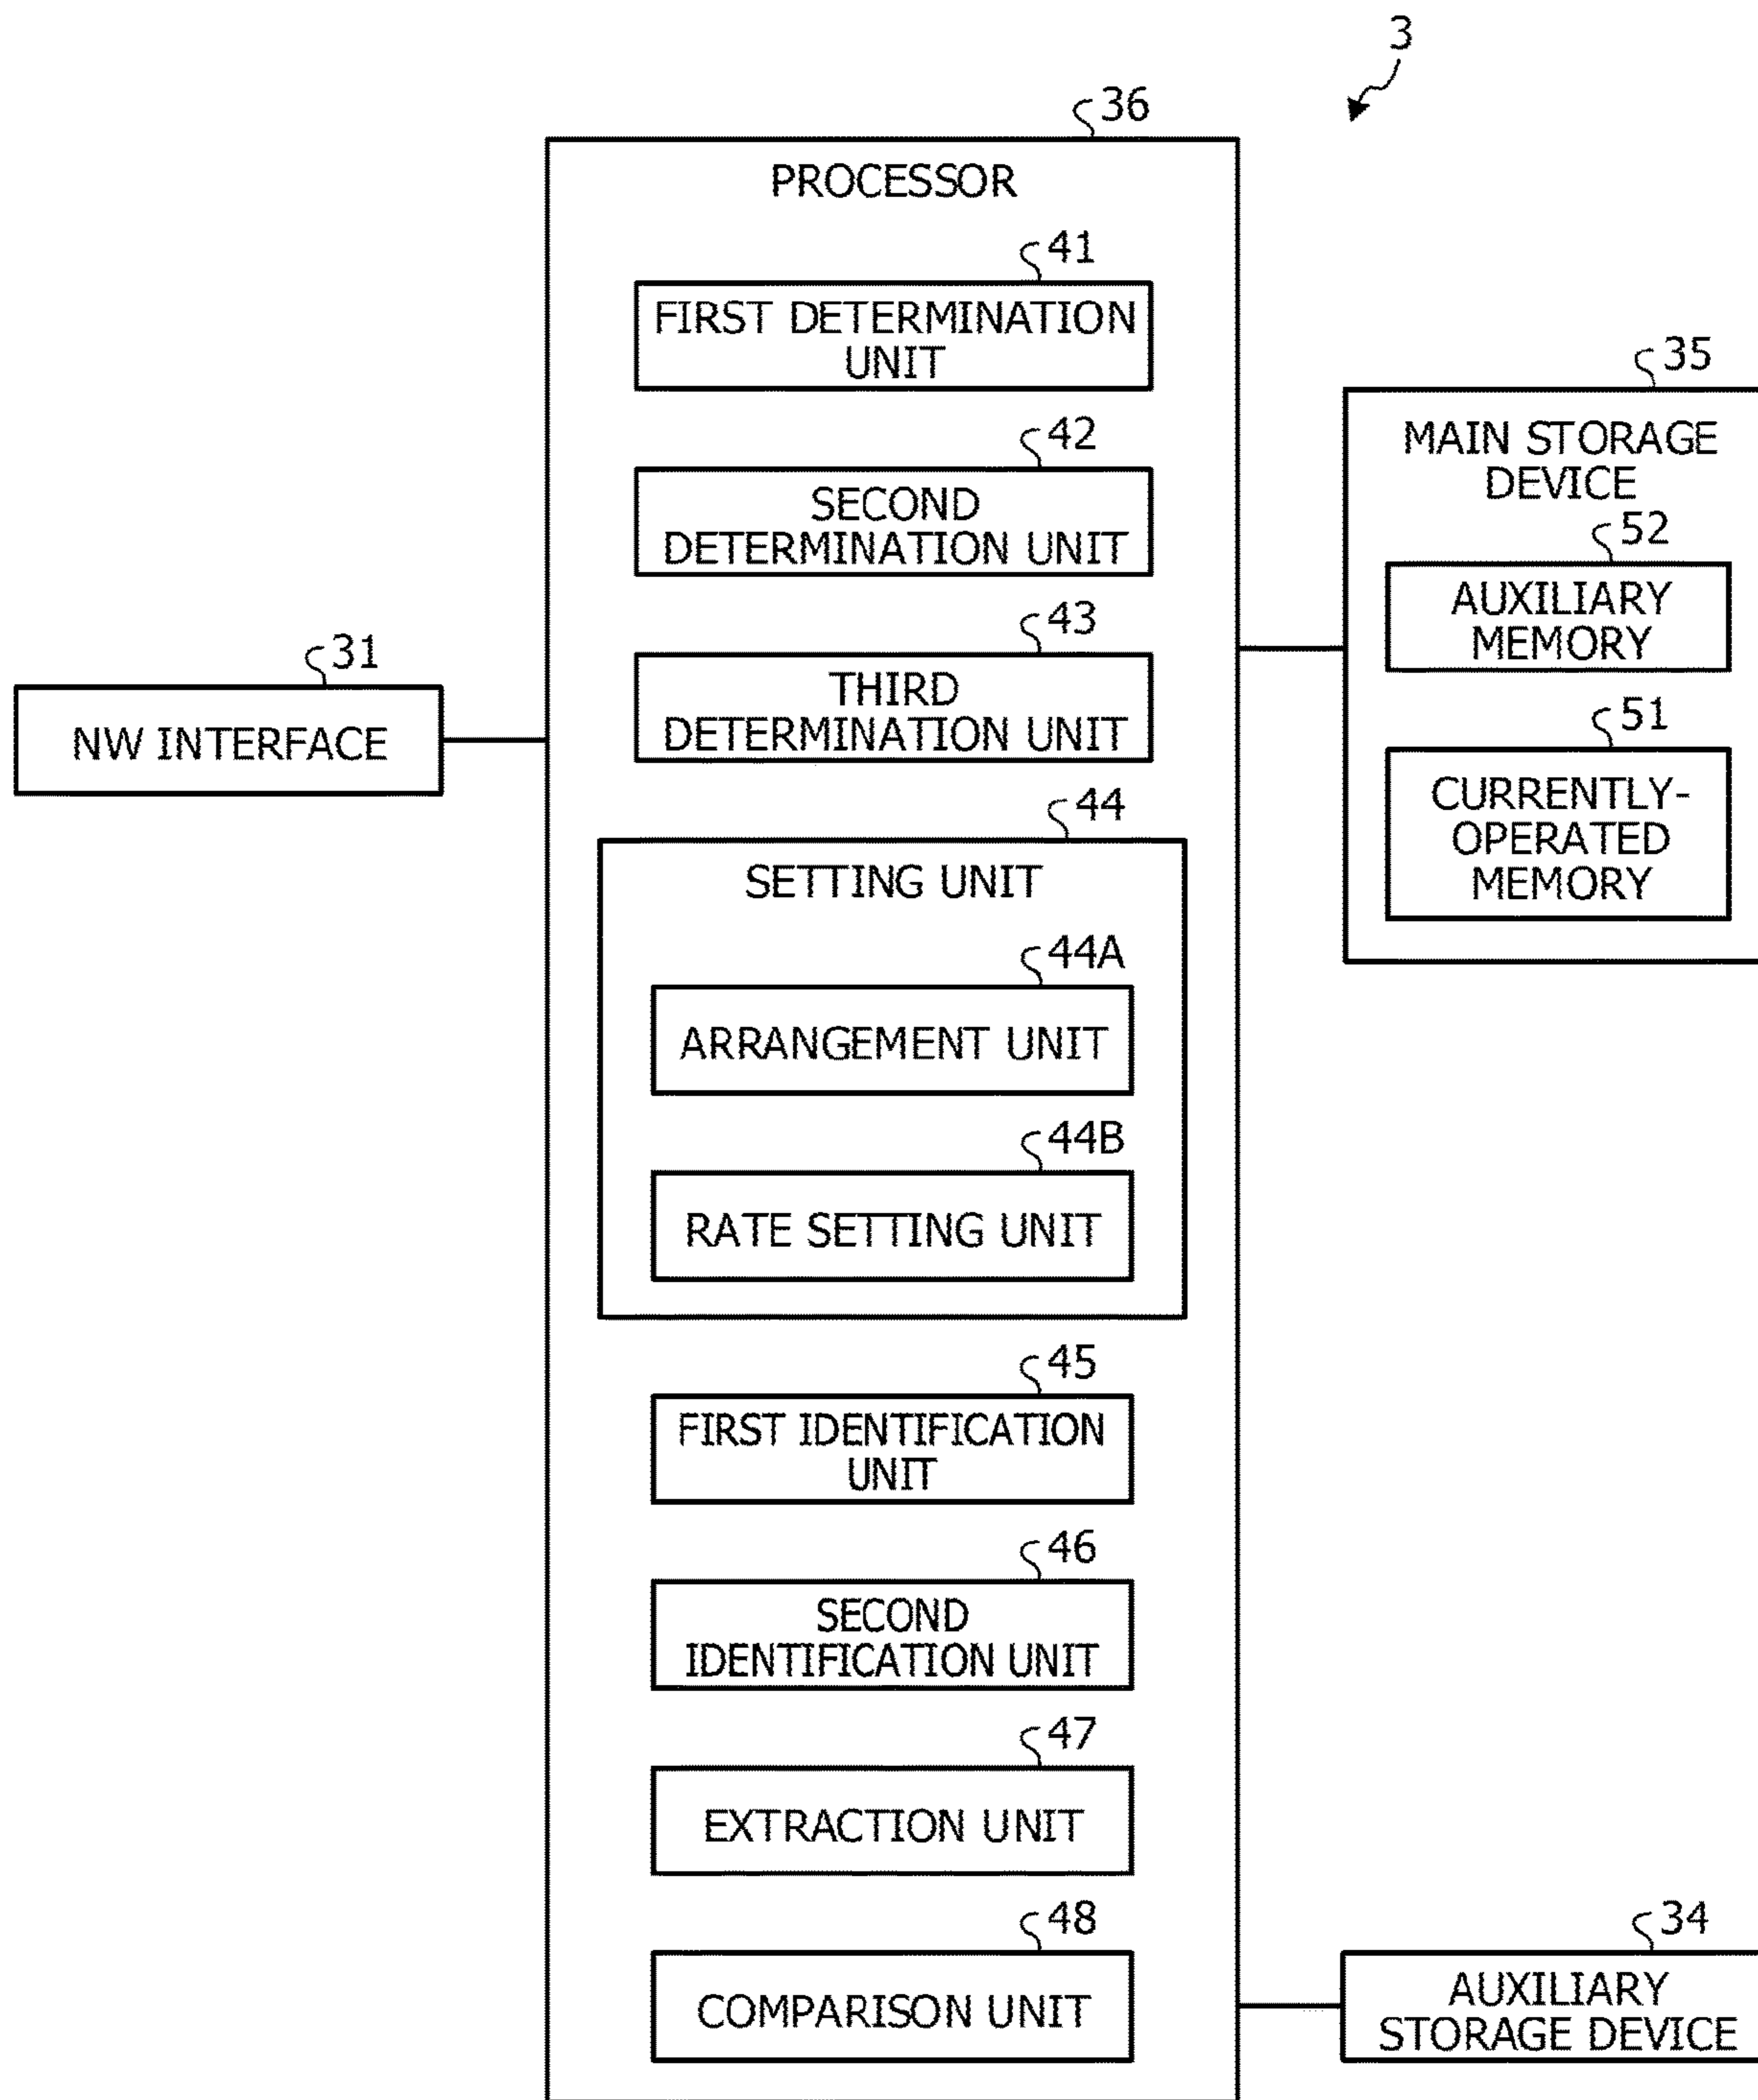 3
36
PROCESSOR
41
FIRST DETERMINATION
UNIT
42
SECOND
DETERMINATION UNIT
43
THIRD
DETERMINATION UNIT
44
SETTING UNIT
44A
ARRANGEMENT UNIT
44B
RATE SETTING UNIT
45
FIRST IDENTIFICATION
UNIT
46
SECOND
IDENTIFICATION UNIT
47
EXTRACTION UNIT
48
COMPARISON UNIT
31
NW INTERFACE
35
MAIN STORAGE
DEVICE
52
AUXILIARY
MEMORY
51
CURRENTLY-
OPERATED
MEMORY
34
AUXILIARY
STORAGE DEVICE